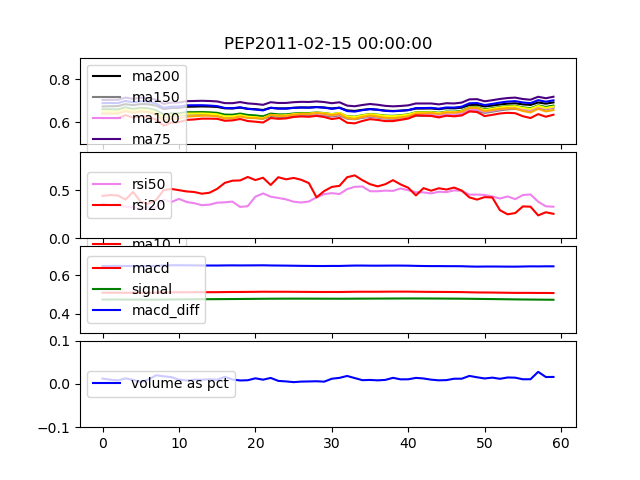 PEP2011-02-15 00:00:00
0.8
0.6
ma200
ma150
ma100
ma75
0.5
0.0
rsi50
rsi20
ma10
0.6
0.4
macd
signal
macd_diff
0.1
0.0
−0.1
volume as pct
0 10 20 30 40 50 60